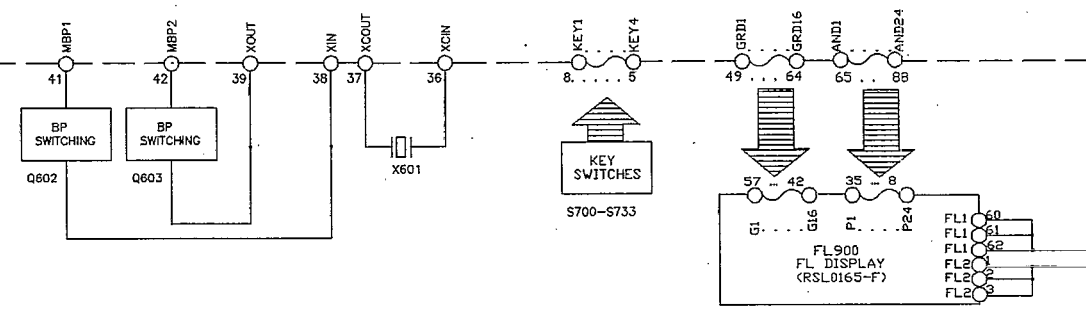 MBP1
MBP2
XOUT
XIN
XCOUT
XCIN
KEY1
KEY4
GRD1
GRD16
AND1
AND24
41
42
39
38
37
36
8.....5
49
64
65
88
BP
SWITCHING
Q602
BP
SWITCHING
Q603
X601
KEY
SWITCHES
S700-S733
57 ... 42
35 ... 8
G1.....G16
P1.....P24
FL900
FL DISPLAY
(RSL0165-F)
FL1 60
FL1 61
FL1 62
FL2 1
FL2 2
FL2 3